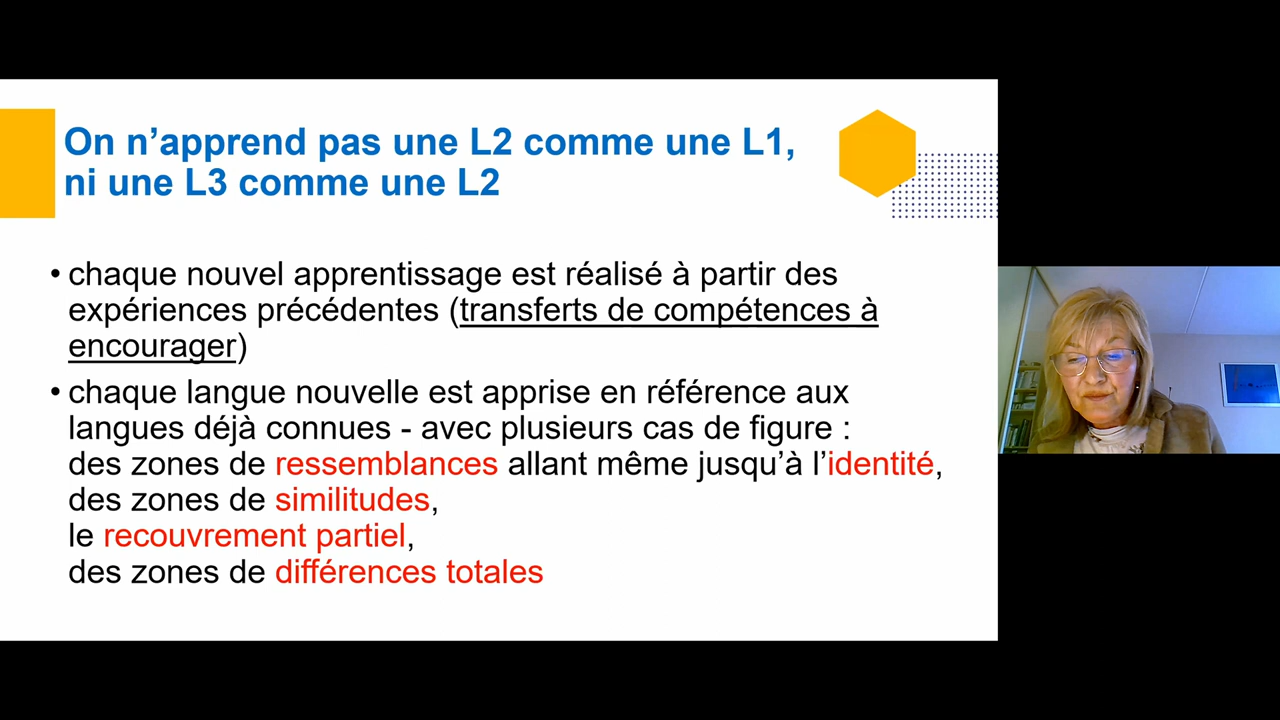 On n’apprend pas une L2 comme une L1,
ni une L3 comme une L2
• chaque nouvel apprentissage est réalisé à partir des
expériences précédentes (transferts de compétences à
encourager)
• chaque langue nouvelle est apprise en référence aux
langues déjà connues - avec plusieurs cas de figure :
des zones de ressemblances allant même jusqu’à l’identité,
des zones de similitudes,
le recouvrement partiel,
des zones de différences totales